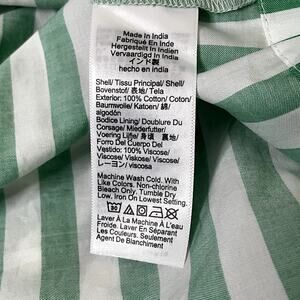 Made In India
Fabriqué En Inde
Hergestellt In Indien
Vervaardigd In India
インド製
hecho en india
Shell/ Tissu Principal/ Shell/
Bovenstof/ 表地/ Tela
Exterior: 100% Cotton/ Coton/
Baumwolle/ Katoen/ 綿/
algodón
Bodice Lining/ Doublure Du
Corsage/ Miederfutter/
Voering Lijfje/ 身頃 裏地/
Forro Del Cuerpo Del
Vestido: 100% Viscose/
Viscose/ Viskose/ Viscose/
レーヨン/ viscosa
Machine Wash Cold. With
Like Colors. Non-chlorine
Bleach Only. Tumble Dry
Low. Iron On Lowest Setting
30
Laver À La Machine À L'eau
Froide. Laver En Séparant
Les Couleurs. Seulement
Agent De Blanchiment